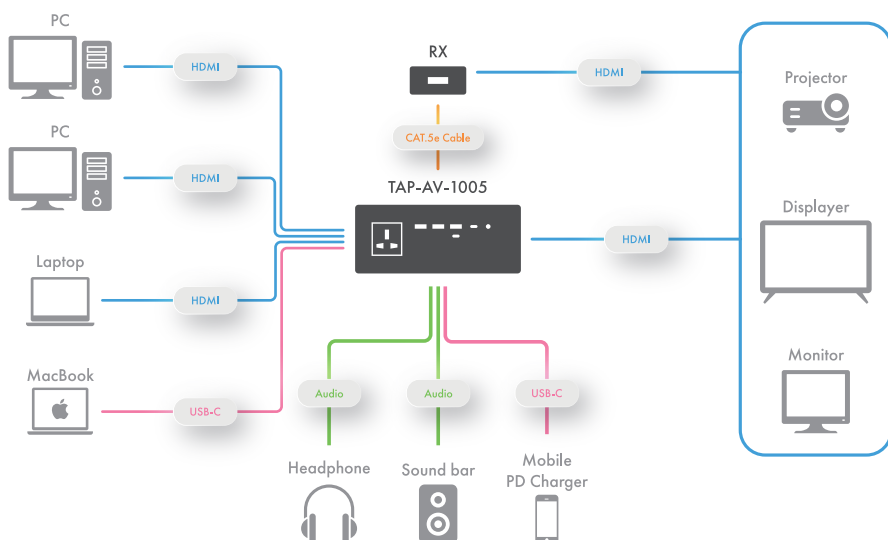 PC
HDMI
RX
HDMI
Projector
CAT.5e Cable
PC
HDMI
TAP-AV-1005
Displayer
HDMI
Laptop
HDMI
Monitor
MacBook
USB-C
Audio
Audio
USB-C
Headphone
Sound bar
Mobile
PD Charger